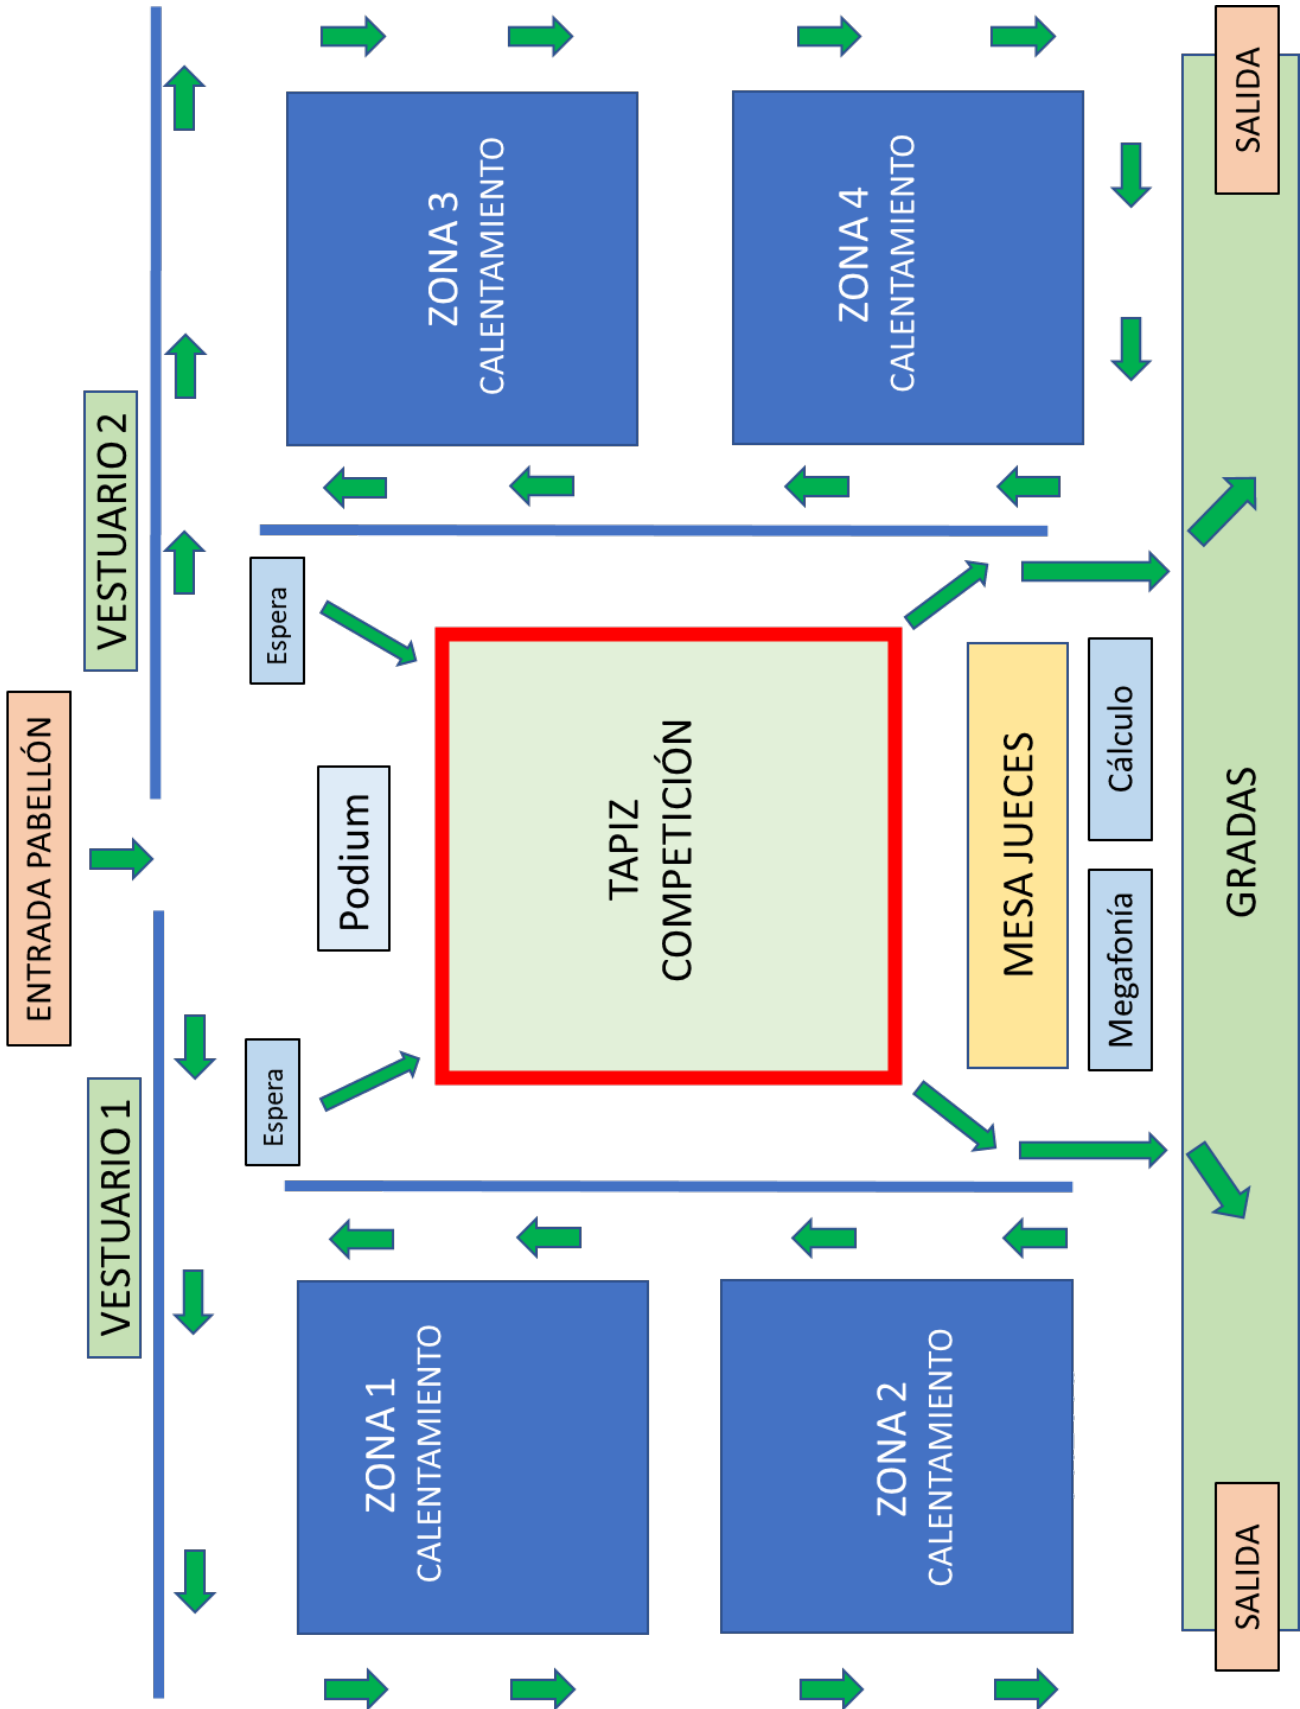 ENTRADA PABELLÓN
VESTUARIO 1
VESTUARIO 2
Espera
Espera
Podium
ZONA 1
CALENTAMIENTO
ZONA 3
CALENTAMIENTO
TAPIZ
COMPETICIÓN
ZONA 2
CALENTAMIENTO
ZONA 4
CALENTAMIENTO
MESA JUECES
Megafonía
Cálculo
SALIDA
GRADAS
SALIDA